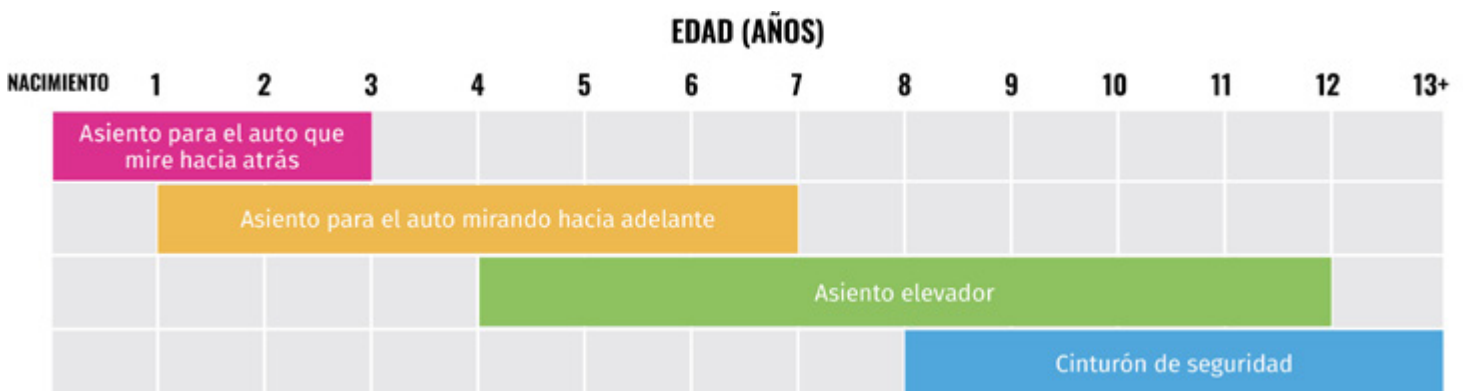 EDAD (AÑOS)
NACIMIENTO 1 2 3 4 5 6 7 8 9 10 11 12 13+
Asiento para el auto que
mire hacia atrás
Asiento para el auto mirando hacia adelante
Asiento elevador
Cinturón de seguridad